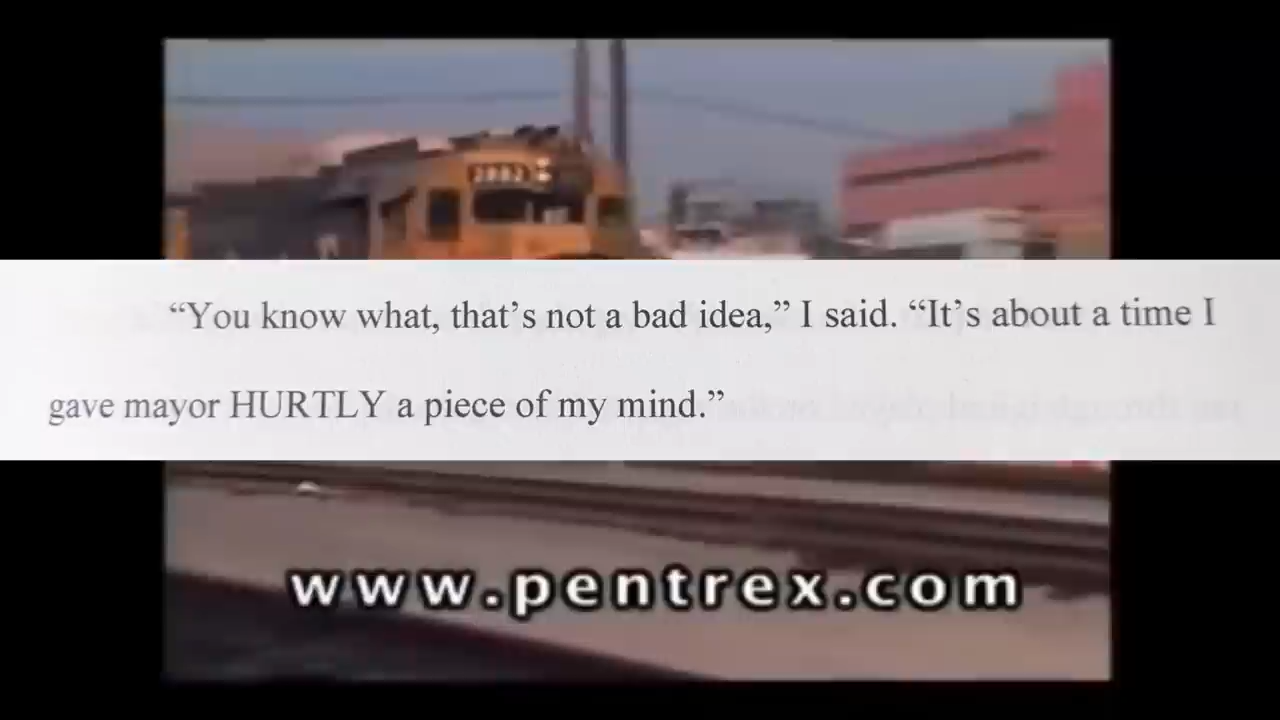 “You know what, that’s not a bad idea,” I said. “It’s about a time I
gave mayor HURTLY a piece of my mind.”
www.pentrex.com